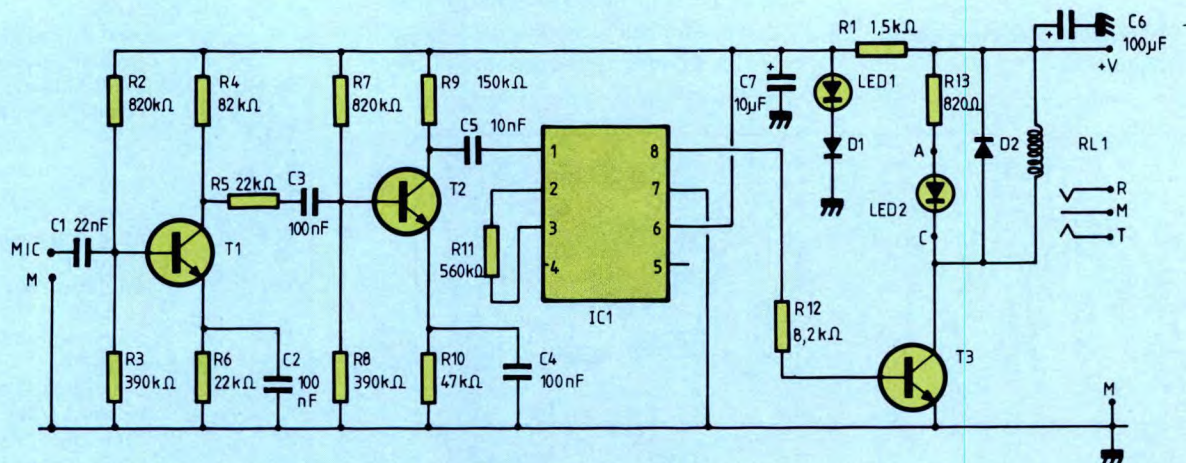 C6
100µF
+V
R1 1,5kΩ
R2
820kΩ
R4
82kΩ
R7
820kΩ
R9 150kΩ
C7
10µF
+
+
LED1
R13
820Ω
C5 10nF
D1
D2
RL1
A
LED2
C
R
M
T
1
2
3
4
8
7
6
5
IC1
R5 22kΩ
C3
100nF
T2
C1 22nF
MIC
M
T1
R11
560kΩ
R12
8,2kΩ
T3
R3
390kΩ
R6
22kΩ
C2
100
nF
R8
390kΩ
R10
47kΩ
C4
100nF
M